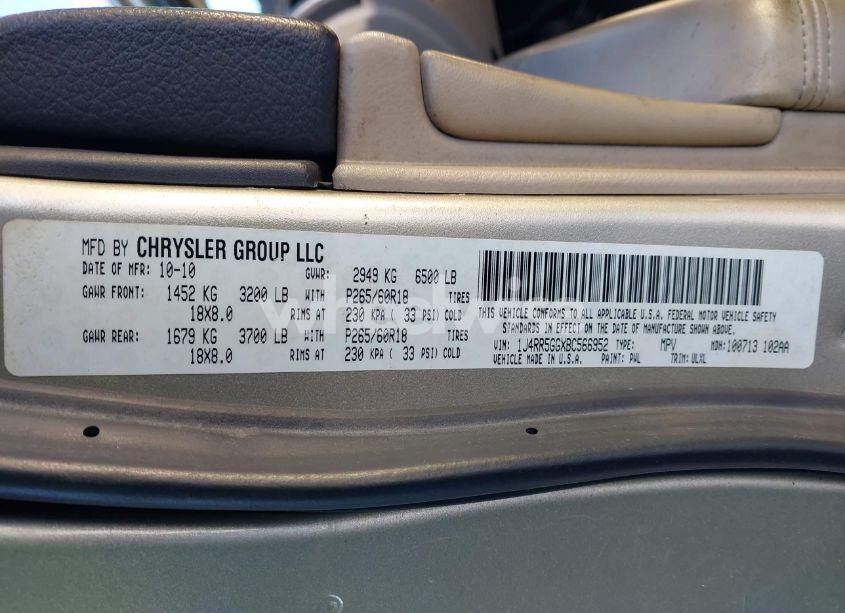 MFD BY CHRYSLER GROUP LLC
DATE OF MFR: 10-10 GVWR: 2949 KG 6500 LB
GAWR FRONT: 1452 KG 3200 LB WITH P265/60R18 TIRES
18X8.0 RIMS AT 230 KPA ( 33 PSI) COLD
GAWR REAR: 1679 KG 3700 LB WITH P265/60R18 TIRES
18X8.0 RIMS AT 230 KPA ( 33 PSI) COLD
THIS VEHICLE CONFORMS TO ALL APPLICABLE U.S.A. FEDERAL MOTOR VEHICLE SAFETY
STANDARDS IN EFFECT ON THE DATE OF MANUFACTURE SHOWN ABOVE.
VIN: 1J4RR5GGXBC566952 TYPE: MPV MDH: 100713 102AA
VEHICLE MADE IN U.S.A. PAINT: PWL TRIM: ULXL